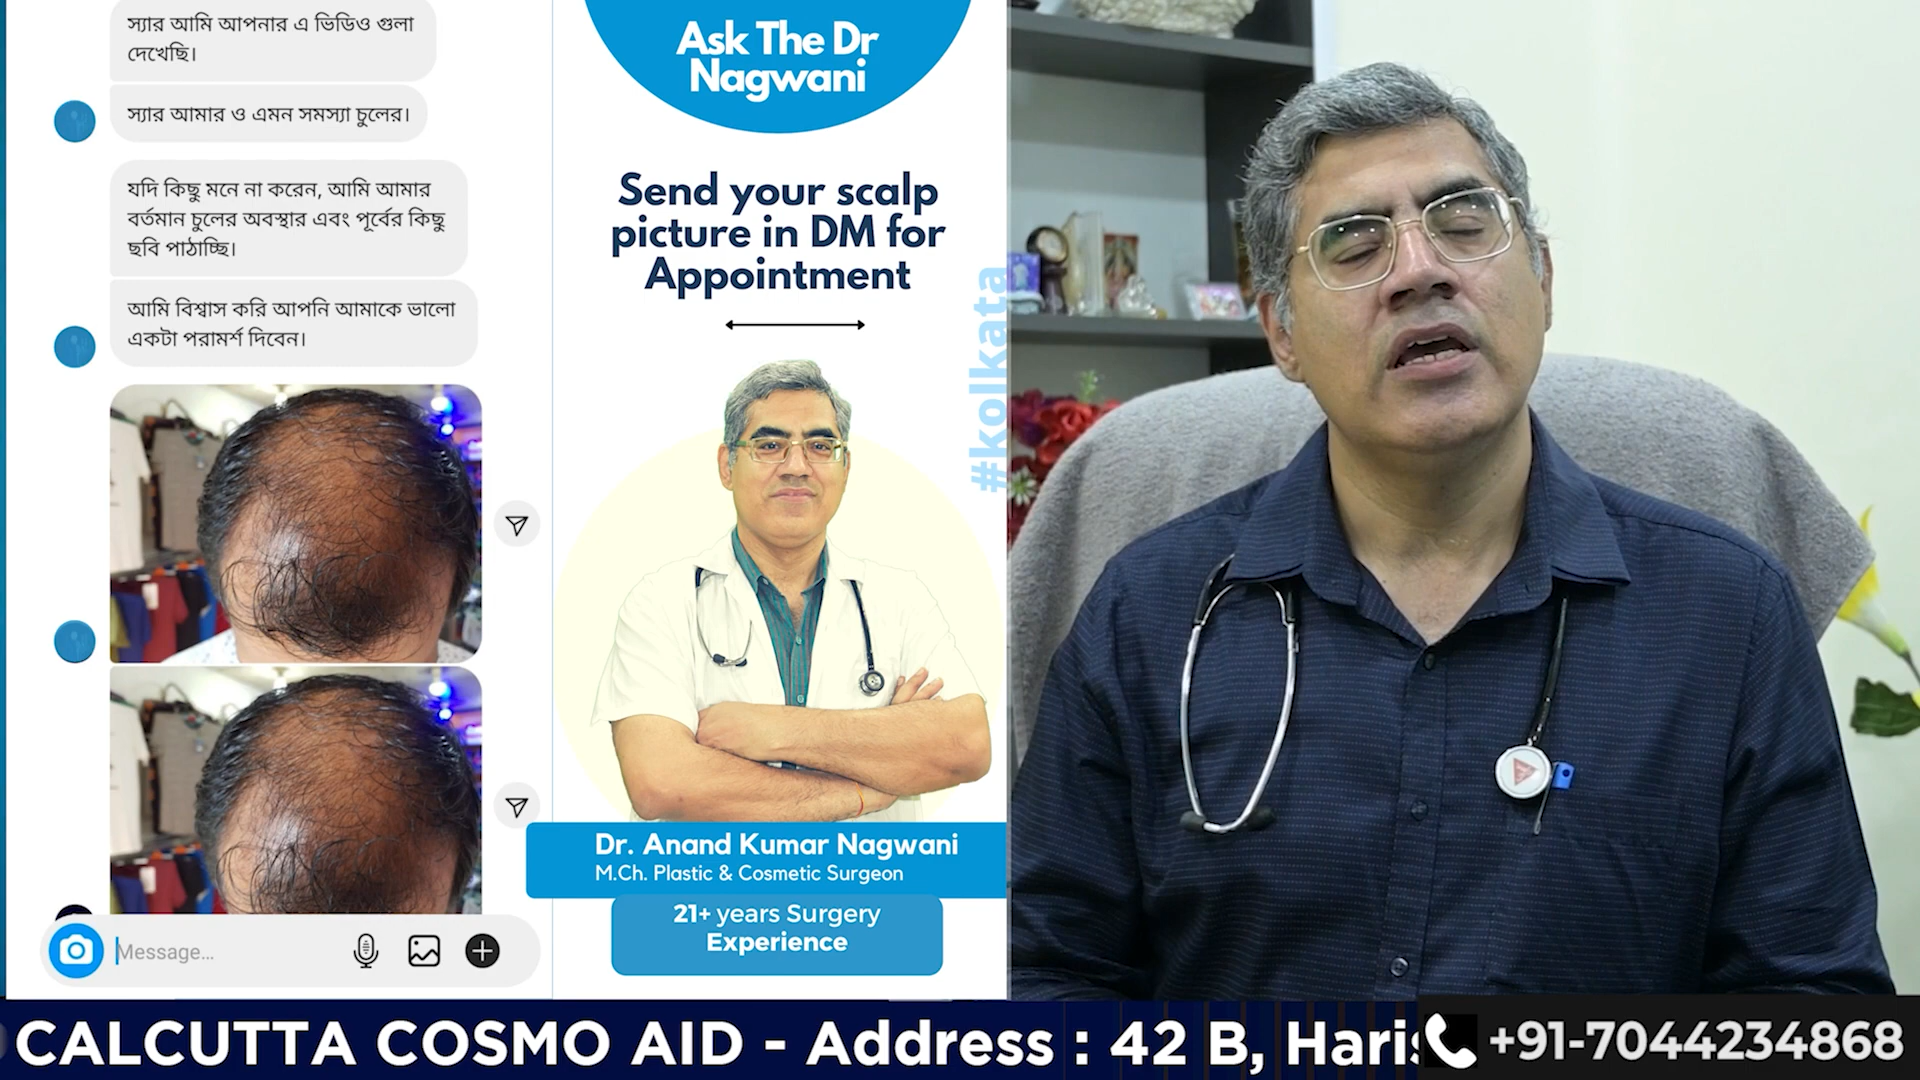 স্যার আমি আপনার এ ভিডিও গুলা
দেখেছি।
স্যার আমার ও এমন সমস্যা চুলের।
যদি কিছু মনে না করেন, আমি আমার
বর্তমান চুলের অবস্থার এবং পূর্বের কিছু
ছবি পাঠাচ্ছি।
আমি বিশ্বাস করি আপনি আমাকে ভালো
একটা পরামর্শ দিবেন।
Message...
Ask The Dr
Nagwani
Send your scalp
picture in DM for
Appointment
#kolkata
Dr. Anand Kumar Nagwani
M.Ch. Plastic & Cosmetic Surgeon
21+ years Surgery
Experience
CALCUTTA COSMO AID - Address : 42 B, Haris
+91-7044234868